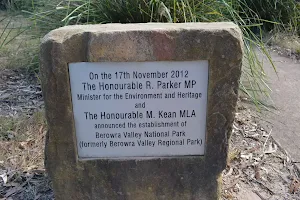 On the 17th November 2012
The Honourable R. Parker MP
Minister for the Environment and Heritage
and
The Honourable M. Kean MLA
announced the establishment of
Berowra Valley National Park
(formerly Berowra Valley Regional Park)